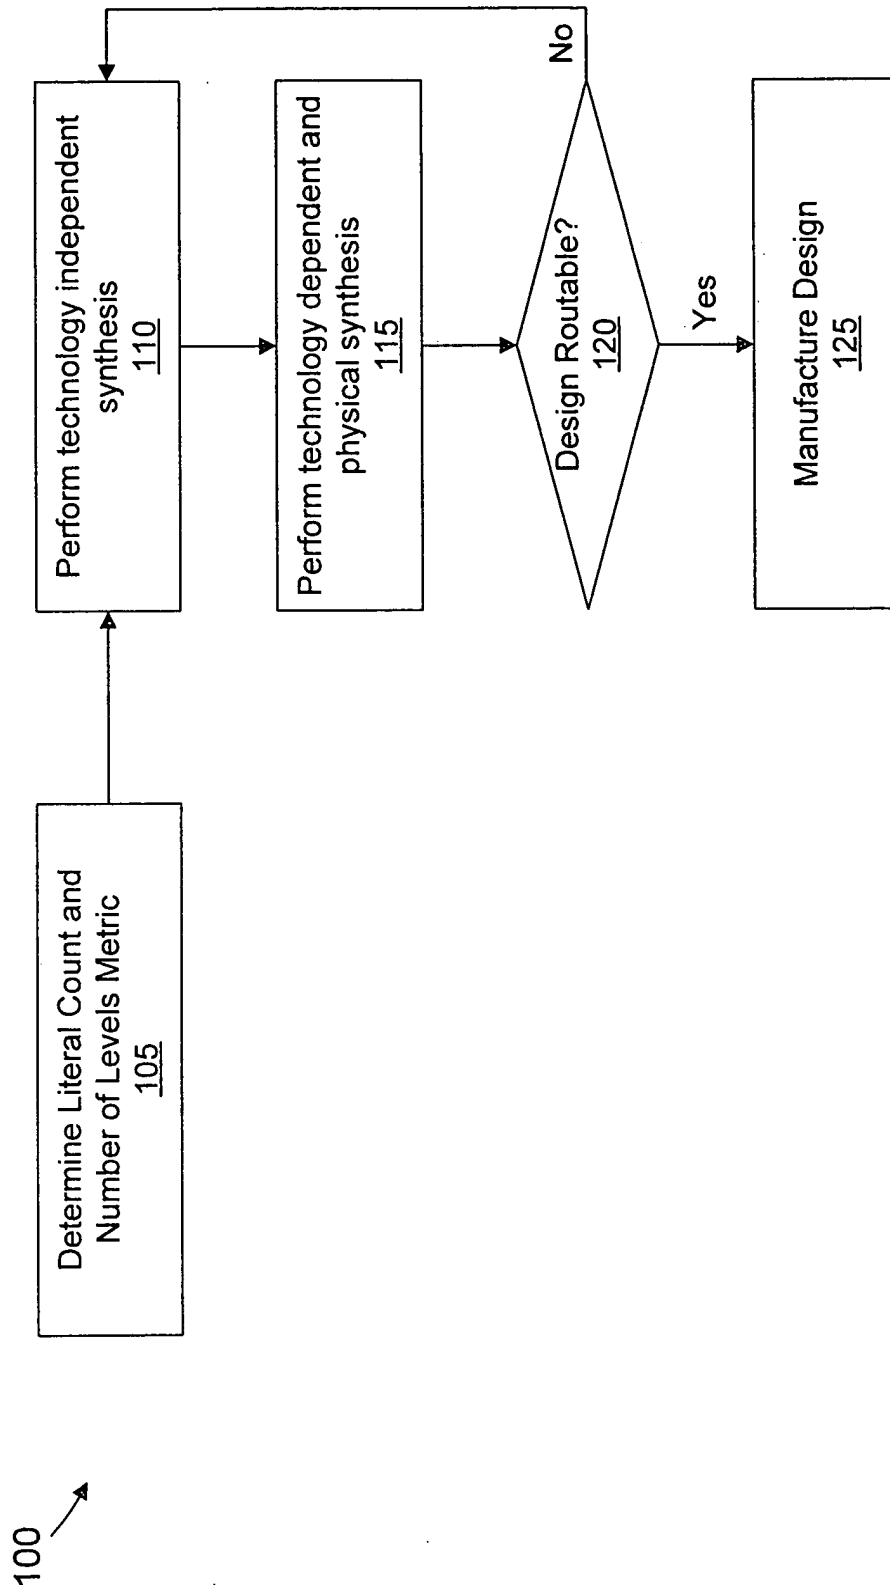 100
Determine Literal Count and
Number of Levels Metric
105
Perform technology independent
synthesis
110
Perform technology dependent and
physical synthesis
115
Design Routable?
120
No
Yes
Manufacture Design
125